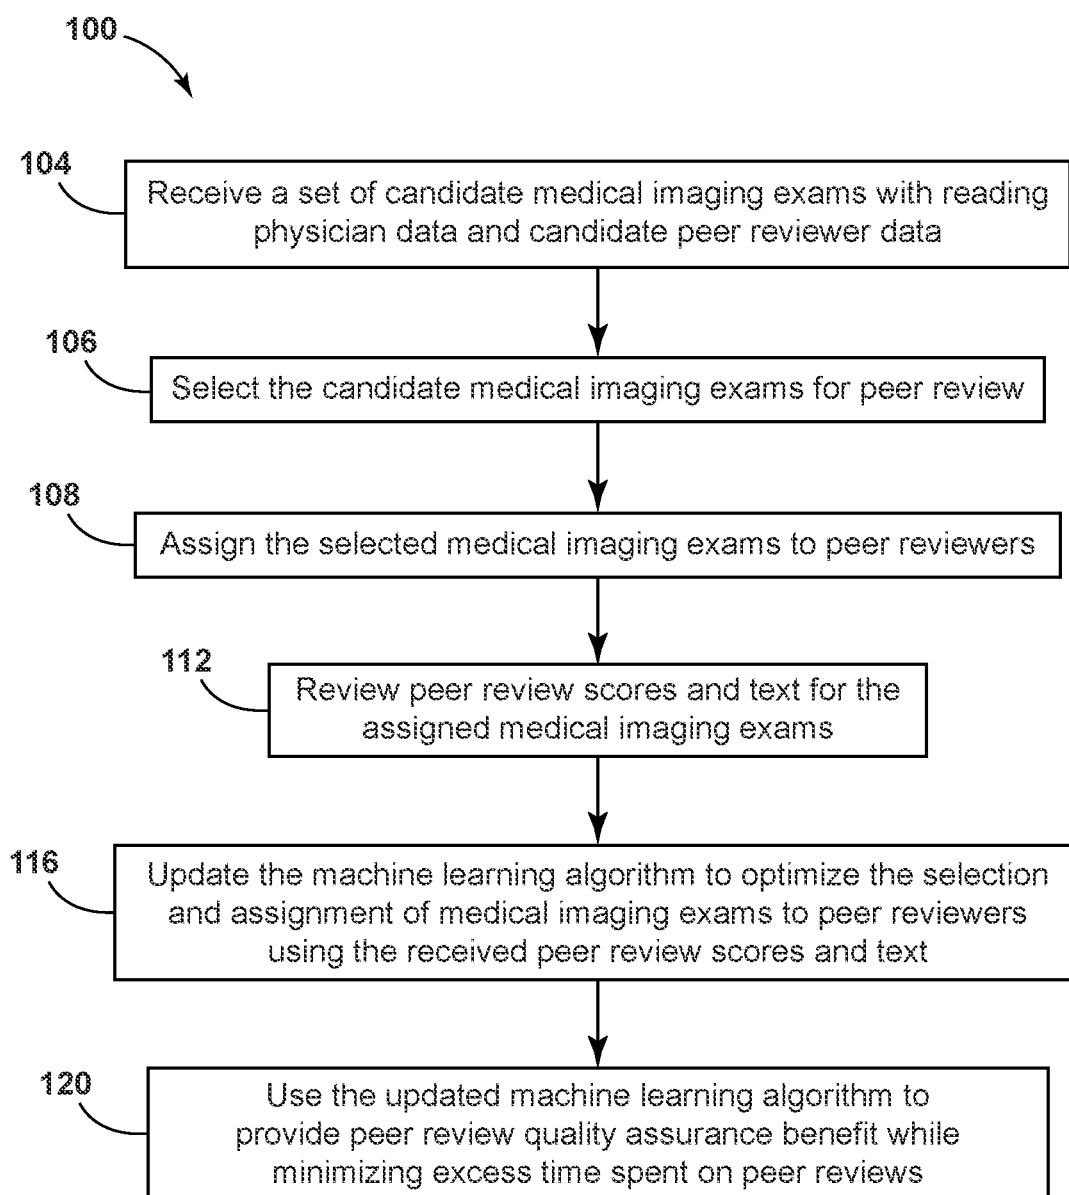 100
104
Receive a set of candidate medical imaging exams with reading
physician data and candidate peer reviewer data
106
Select the candidate medical imaging exams for peer review
108
Assign the selected medical imaging exams to peer reviewers
112
Review peer review scores and text for the
assigned medical imaging exams
116
Update the machine learning algorithm to optimize the selection
and assignment of medical imaging exams to peer reviewers
using the received peer review scores and text
120
Use the updated machine learning algorithm to
provide peer review quality assurance benefit while
minimizing excess time spent on peer reviews